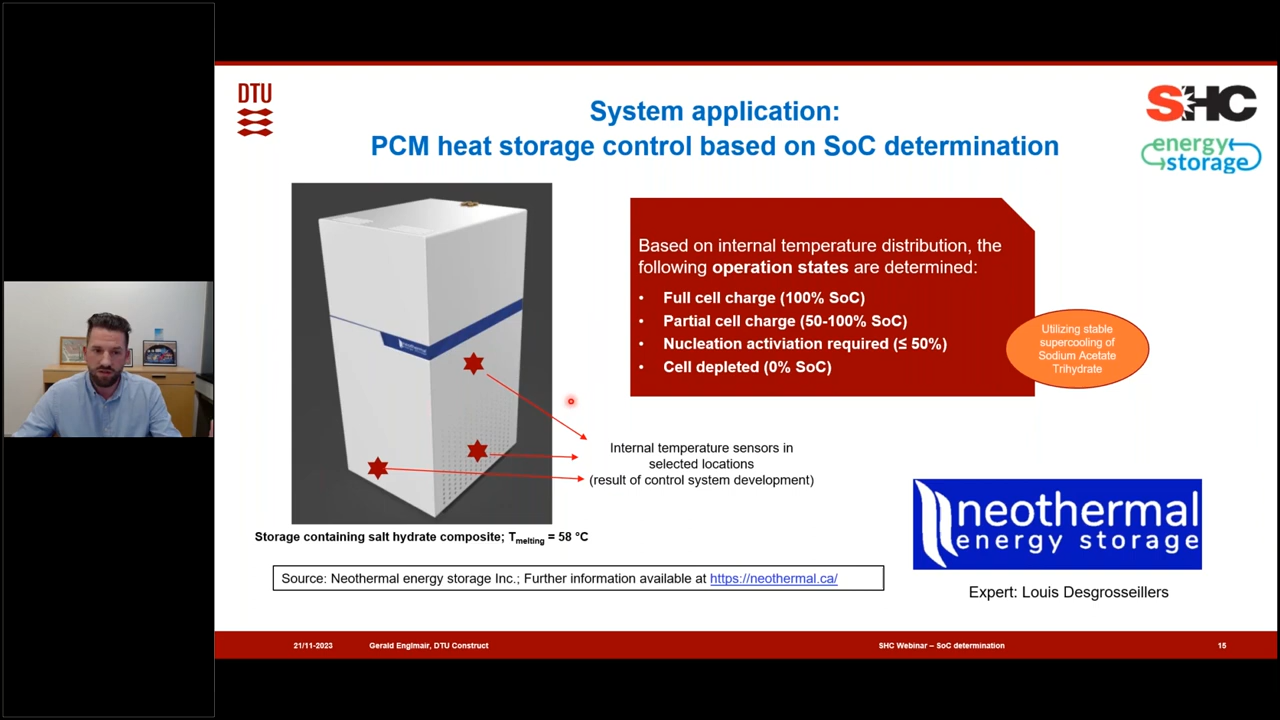 DTU
System application:
PCM heat storage control based on SoC determination
SHC
energy
storage
Based on internal temperature distribution, the
following operation states are determined:
• Full cell charge (100% SoC)
• Partial cell charge (50-100% SoC)
• Nucleation activiation required (≤ 50%)
• Cell depleted (0% SoC)
Utilizing stable
supercooling of
Sodium Acetate
Trihydrate
neothermal
Internal temperature sensors in
selected locations
(result of control system development)
Storage containing salt hydrate composite; Tmelting = 58 °C
neothermal
energy storage
Source: Neothermal energy storage Inc.; Further information available at https://neothermal.ca/
Expert: Louis Desgrosseillers
21/11-2023 Gerald Englmair, DTU Construct SHC Webinar – SoC determination 15